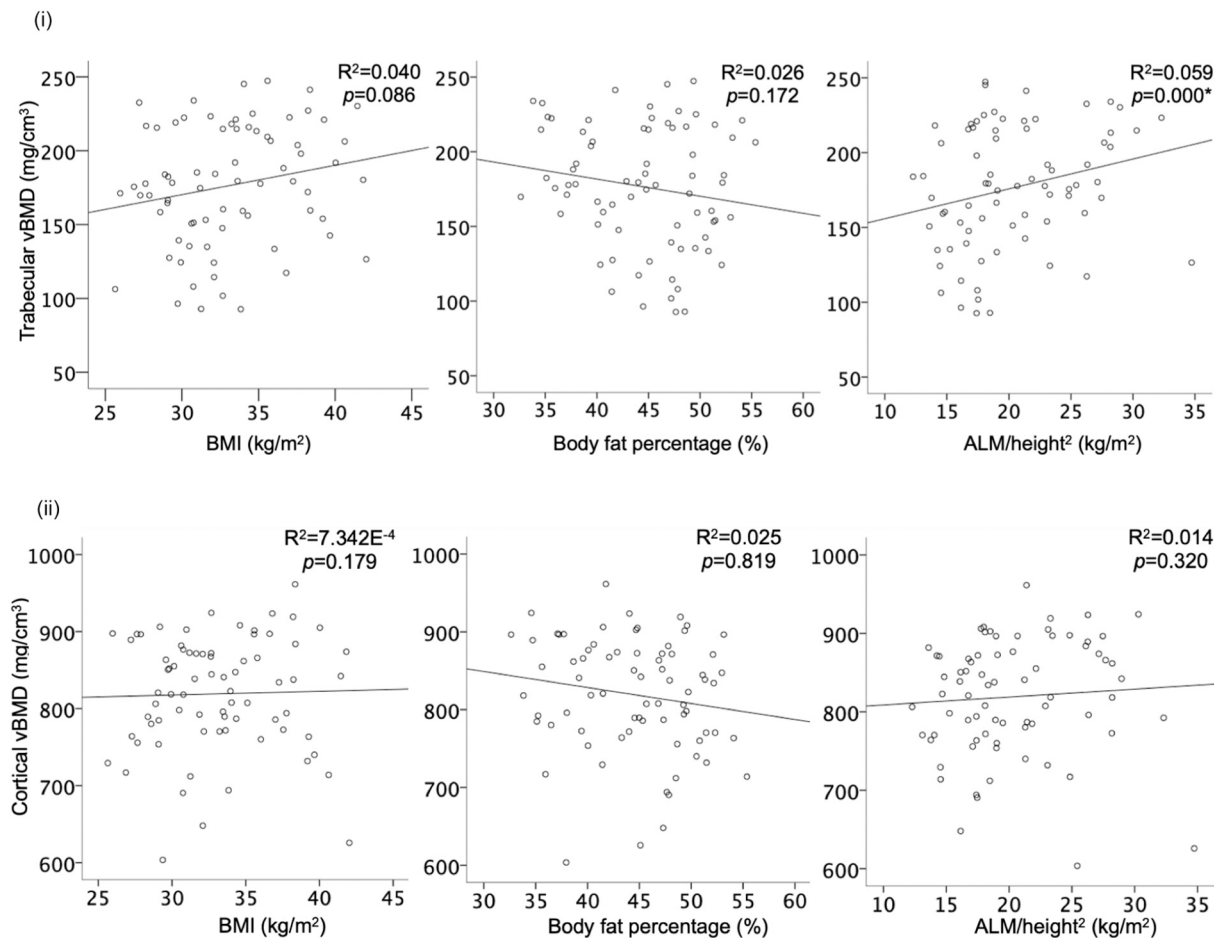 (i)
Trabecular vBMD (mg/cm³)
250
200
150
100
50
25 30 35 40 45
BMI (kg/m²)
R²=0.040
p=0.086
250
200
150
100
50
30 35 40 45 50 55 60
Body fat percentage (%)
R²=0.026
p=0.172
250
200
150
100
50
10 15 20 25 30 35
ALM/height² (kg/m²)
R²=0.059
p=0.000*
(ii)
Cortical vBMD (mg/cm³)
1000
900
800
700
600
25 30 35 40 45
BMI (kg/m²)
R²=7.342E⁻⁴
p=0.179
1000
900
800
700
600
30 35 40 45 50 55 60
Body fat percentage (%)
R²=0.025
p=0.819
1000
900
800
700
600
10 15 20 25 30 35
ALM/height² (kg/m²)
R²=0.014
p=0.320